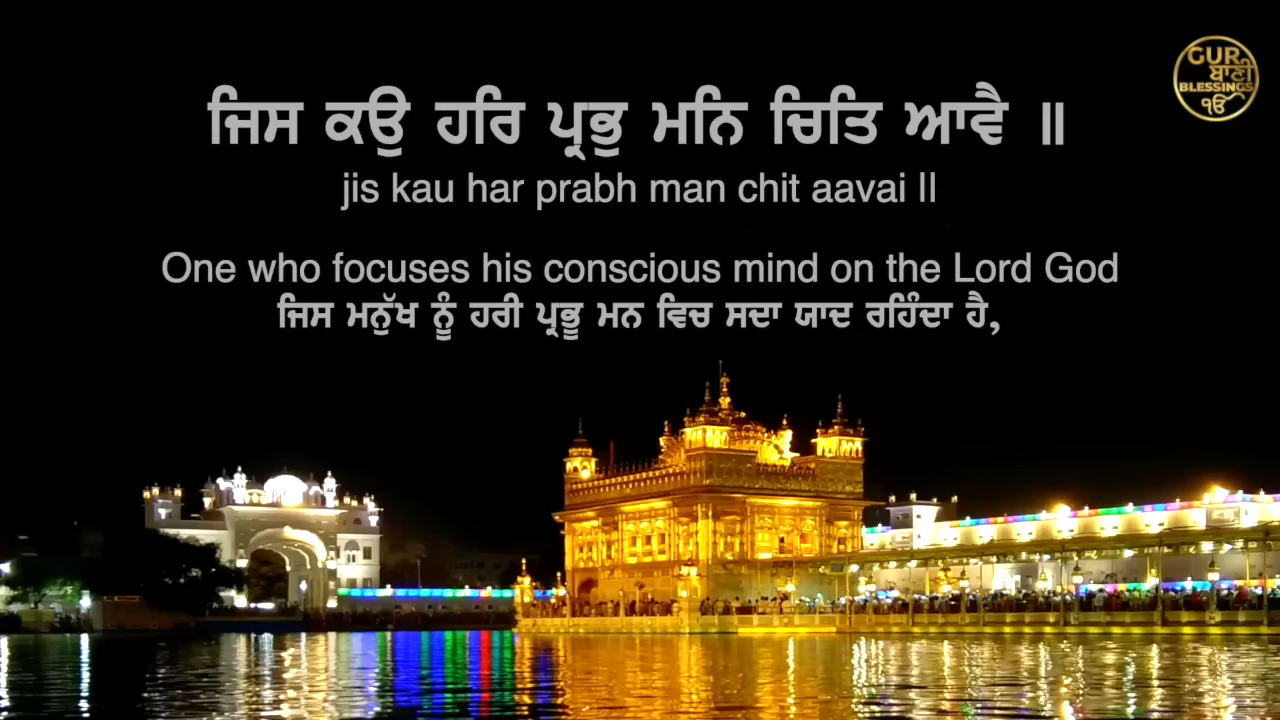 GUR
ਬਾਣੀ
BLESSINGS
ੴ
ਜਿਸ ਕਉ ਹਰਿ ਪ੍ਰਭੁ ਮਨਿ ਚਿਤਿ ਆਵੈ ॥
jis kau har prabh man chit aavai ||
One who focuses his conscious mind on the Lord God
ਜਿਸ ਮਨੁੱਖ ਨੂੰ ਹਰੀ ਪ੍ਰਭੂ ਮਨ ਵਿਚ ਸਦਾ ਯਾਦ ਰਹਿੰਦਾ ਹੈ,